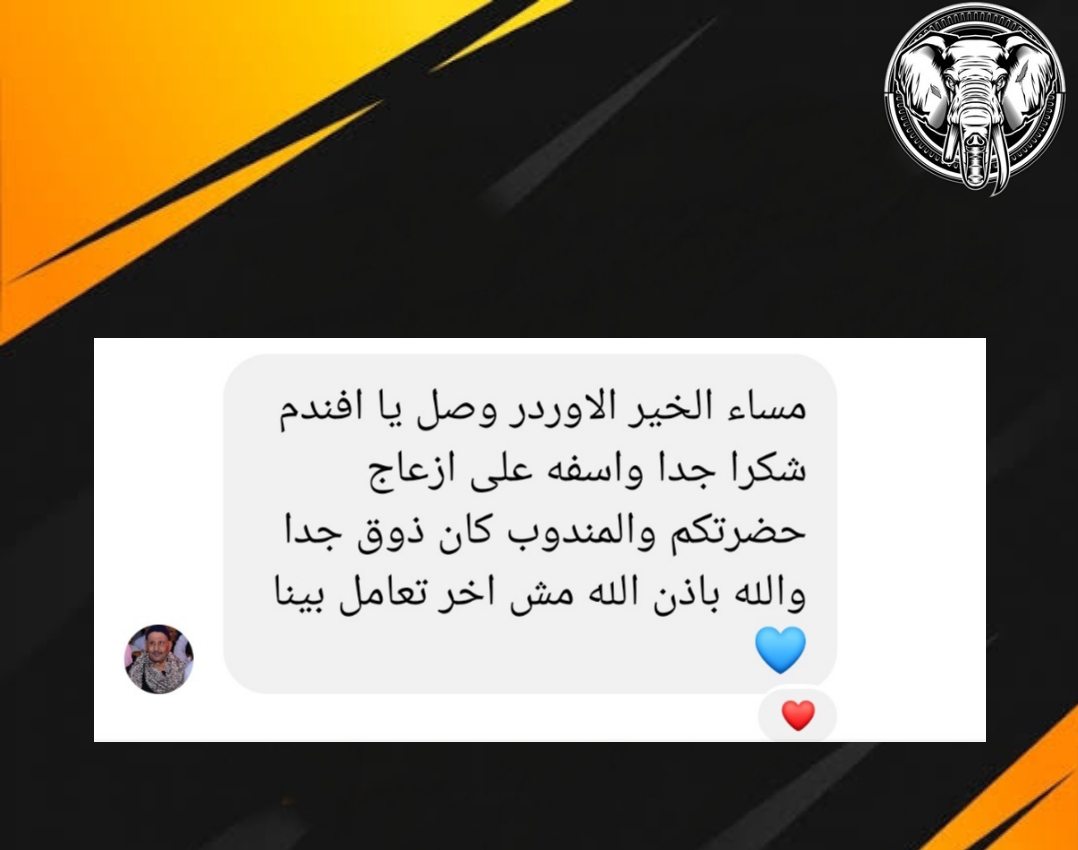 مساء الخير الاوردر وصل يا افندم
شكرا جدا واسفه على ازعاج
حضرتكم والمندوب كان ذوق جدا
والله باذن الله مش اخر تعامل بينا
💙
❤️